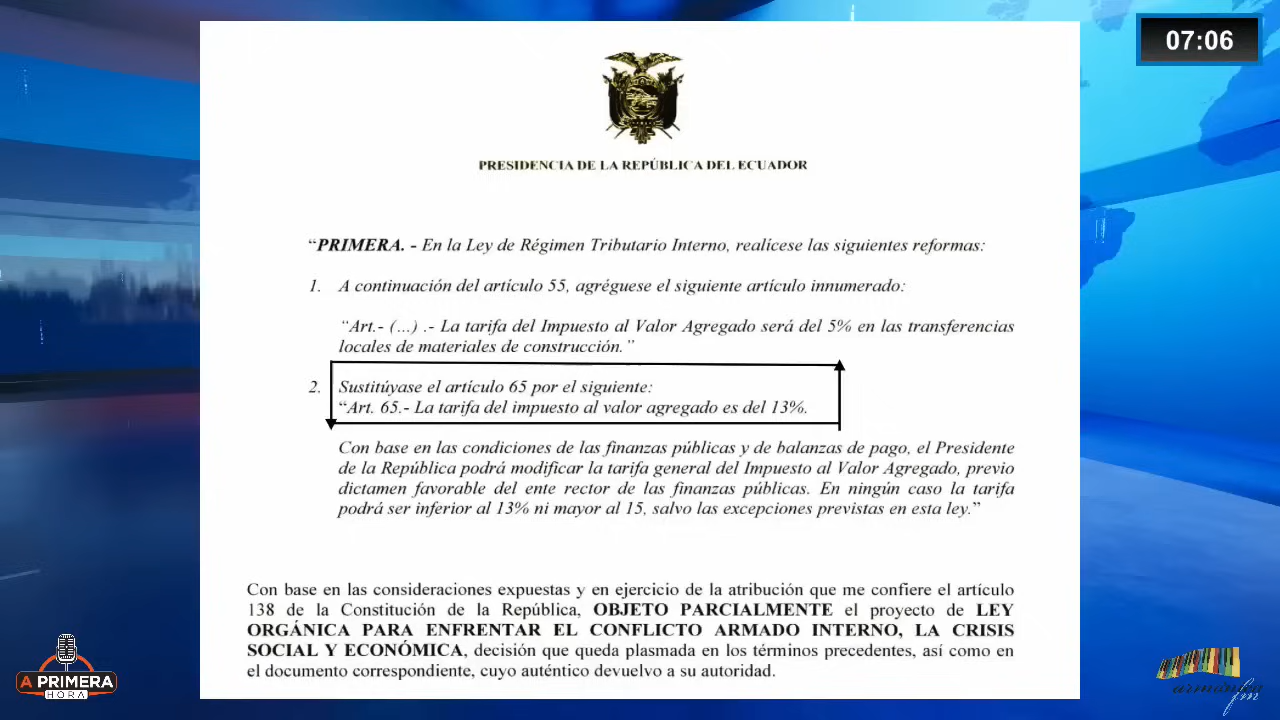 07:06
PRESIDENCIA DE LA REPÚBLICA DEL ECUADOR
“PRIMERA. - En la Ley de Régimen Tributario Interno, realícese las siguientes reformas:
1. A continuación del artículo 55, agréguese el siguiente artículo innumerado:
“Art.- (...) .- La tarifa del Impuesto al Valor Agregado será del 5% en las transferencias
locales de materiales de construcción.”
2. Sustitúyase el artículo 65 por el siguiente:
“Art. 65.- La tarifa del impuesto al valor agregado es del 13%.
Con base en las condiciones de las finanzas públicas y de balanzas de pago, el Presidente
de la República podrá modificar la tarifa general del Impuesto al Valor Agregado, previo
dictamen favorable del ente rector de las finanzas públicas. En ningún caso la tarifa
podrá ser inferior al 13% ni mayor al 15, salvo las excepciones previstas en esta ley.”
Con base en las consideraciones expuestas y en ejercicio de la atribución que me confiere el artículo
138 de la Constitución de la República, OBJETO PARCIALMENTE el proyecto de LEY
ORGÁNICA PARA ENFRENTAR EL CONFLICTO ARMADO INTERNO, LA CRISIS
SOCIAL Y ECONÓMICA, decisión que queda plasmada en los términos precedentes, así como en
el documento correspondiente, cuyo auténtico devuelvo a su autoridad.
A PRIMERA
HORA
fm